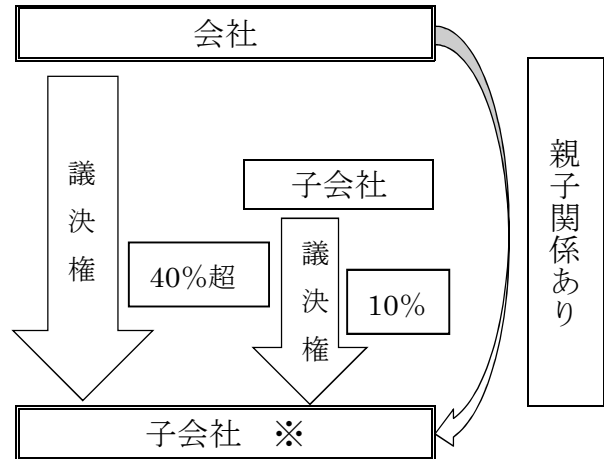 会社
議決権
40%超
子会社
議決権
10%
親子関係あり
子会社　※